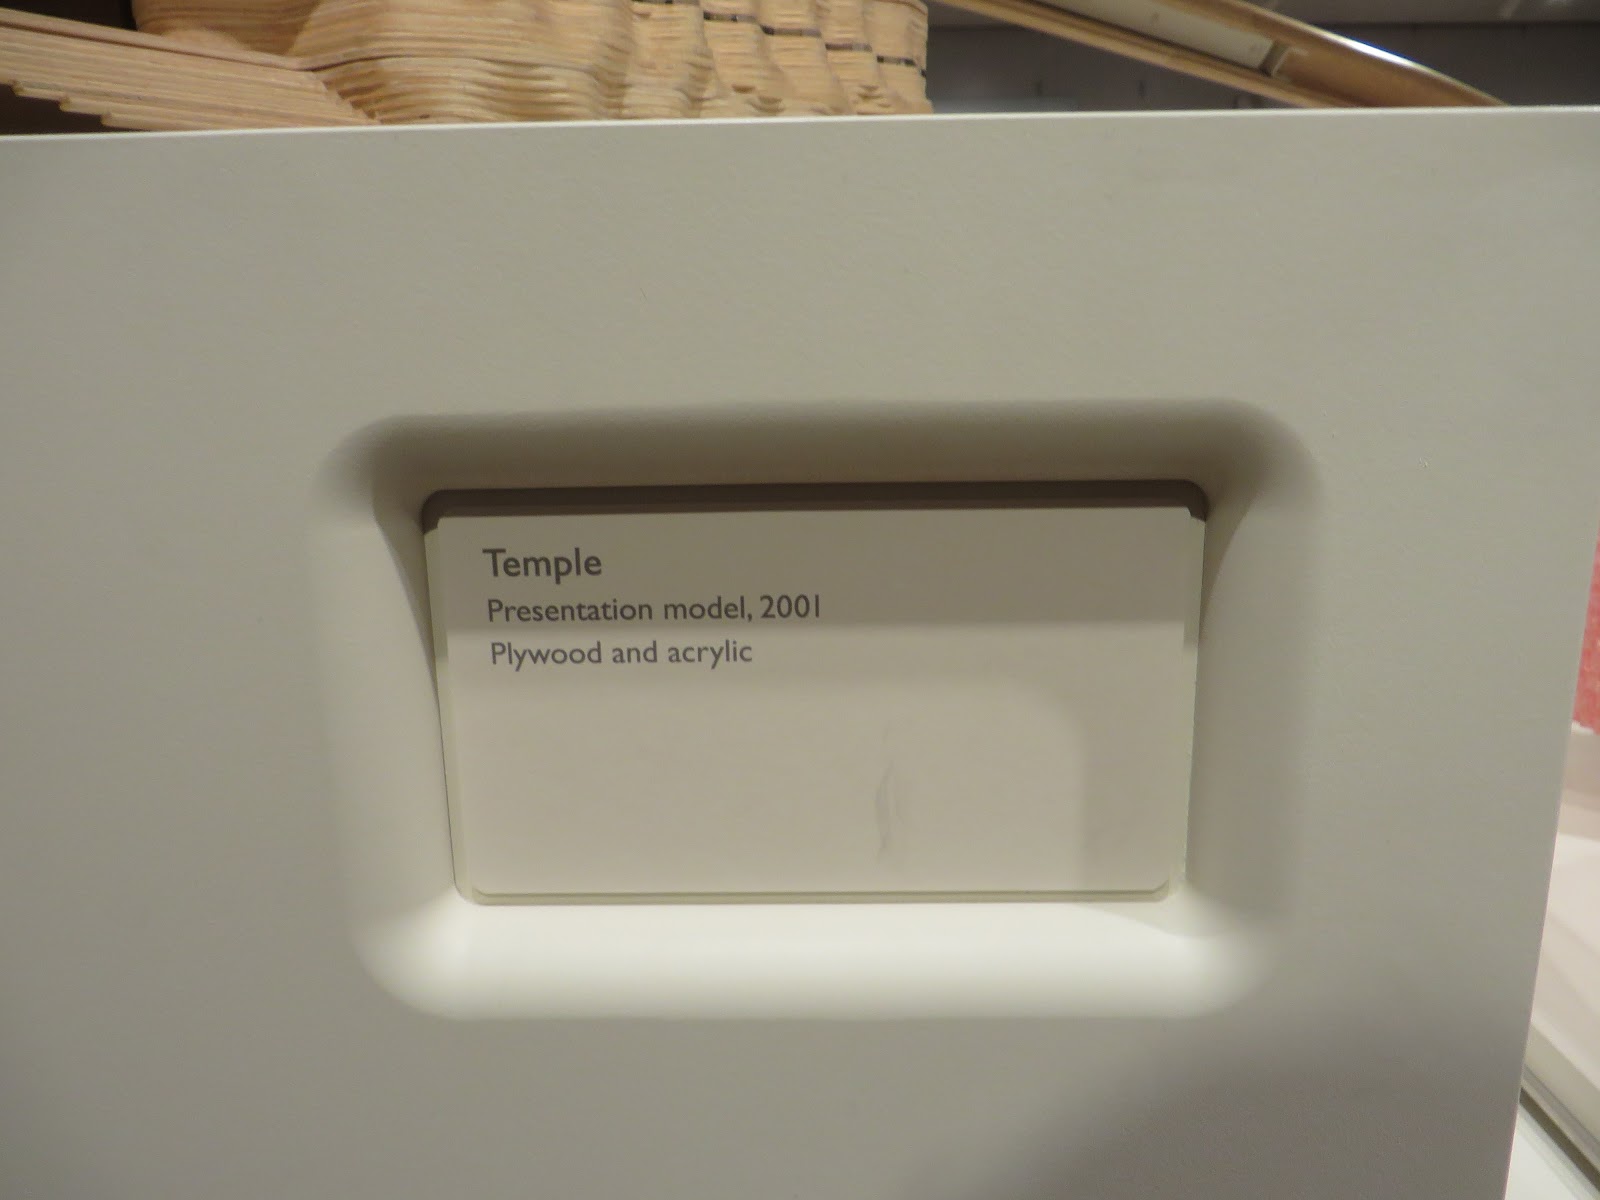 Temple
Presentation model, 2001
Plywood and acrylic